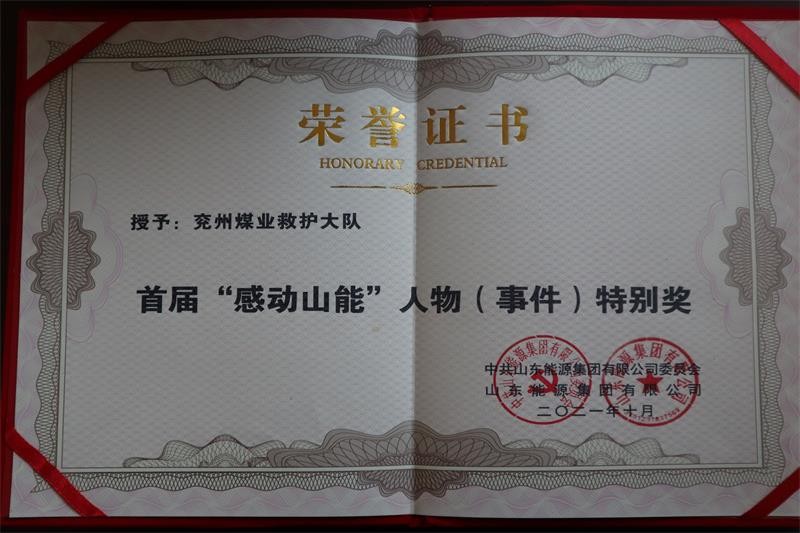 荣誉证书
HONORARY CREDENTIAL
授予：兖州煤业救护大队
首届“感动山能”人物（事件）特别奖
中共山东能源集团有限公司委员会
山东能源集团有限公司
二〇二一年十月